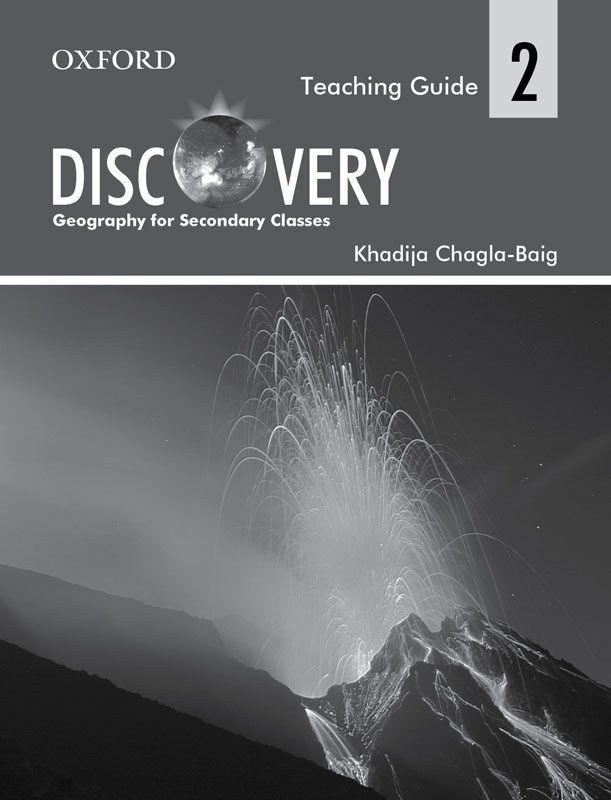 OXFORD
Teaching Guide 2
DISCOVERY
Geography for Secondary Classes
Khadija Chagla-Baig